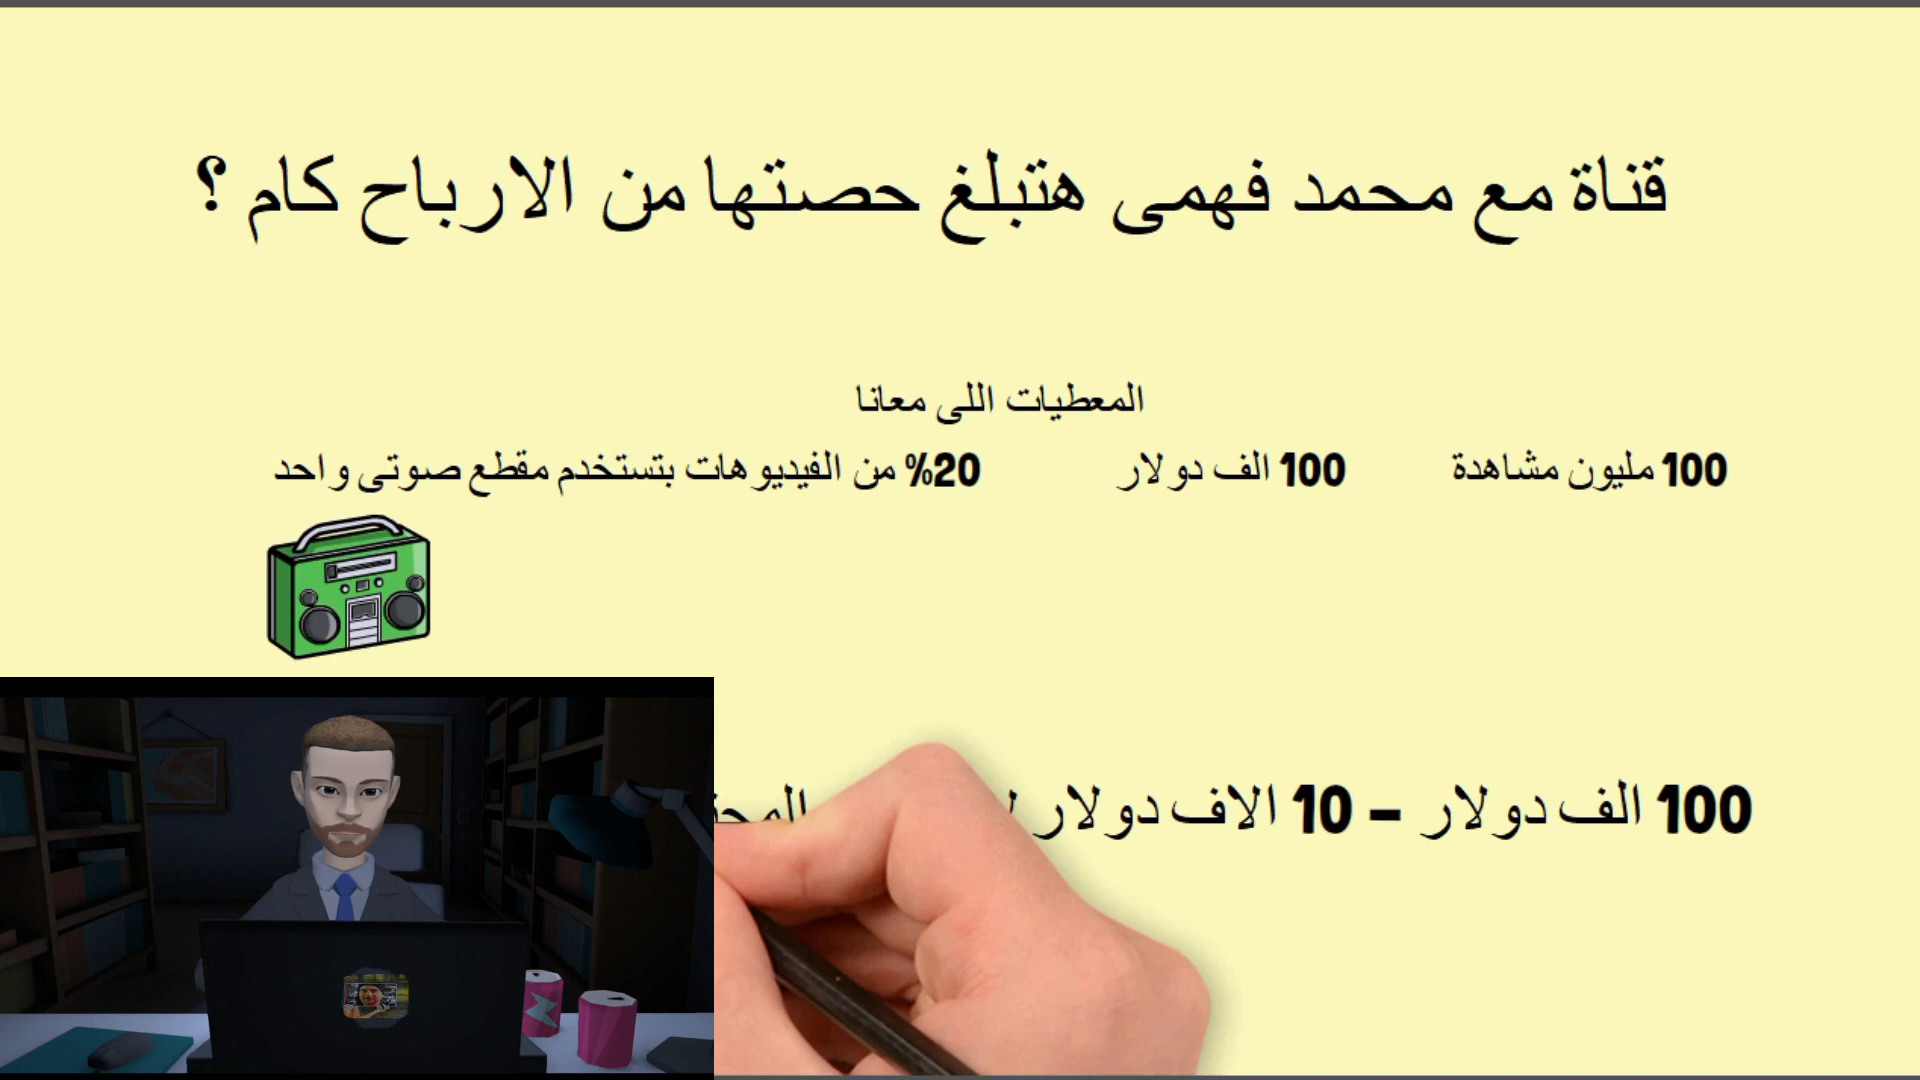 قناة مع محمد فهمى هتبلغ حصتها من الارباح كام ؟
المعطيات اللى معانا
100 مليون مشاهدة
100 الف دولار
%20 من الفيديوهات بتستخدم مقطع صوتى واحد
100 الف دولار – 10 الاف دولار